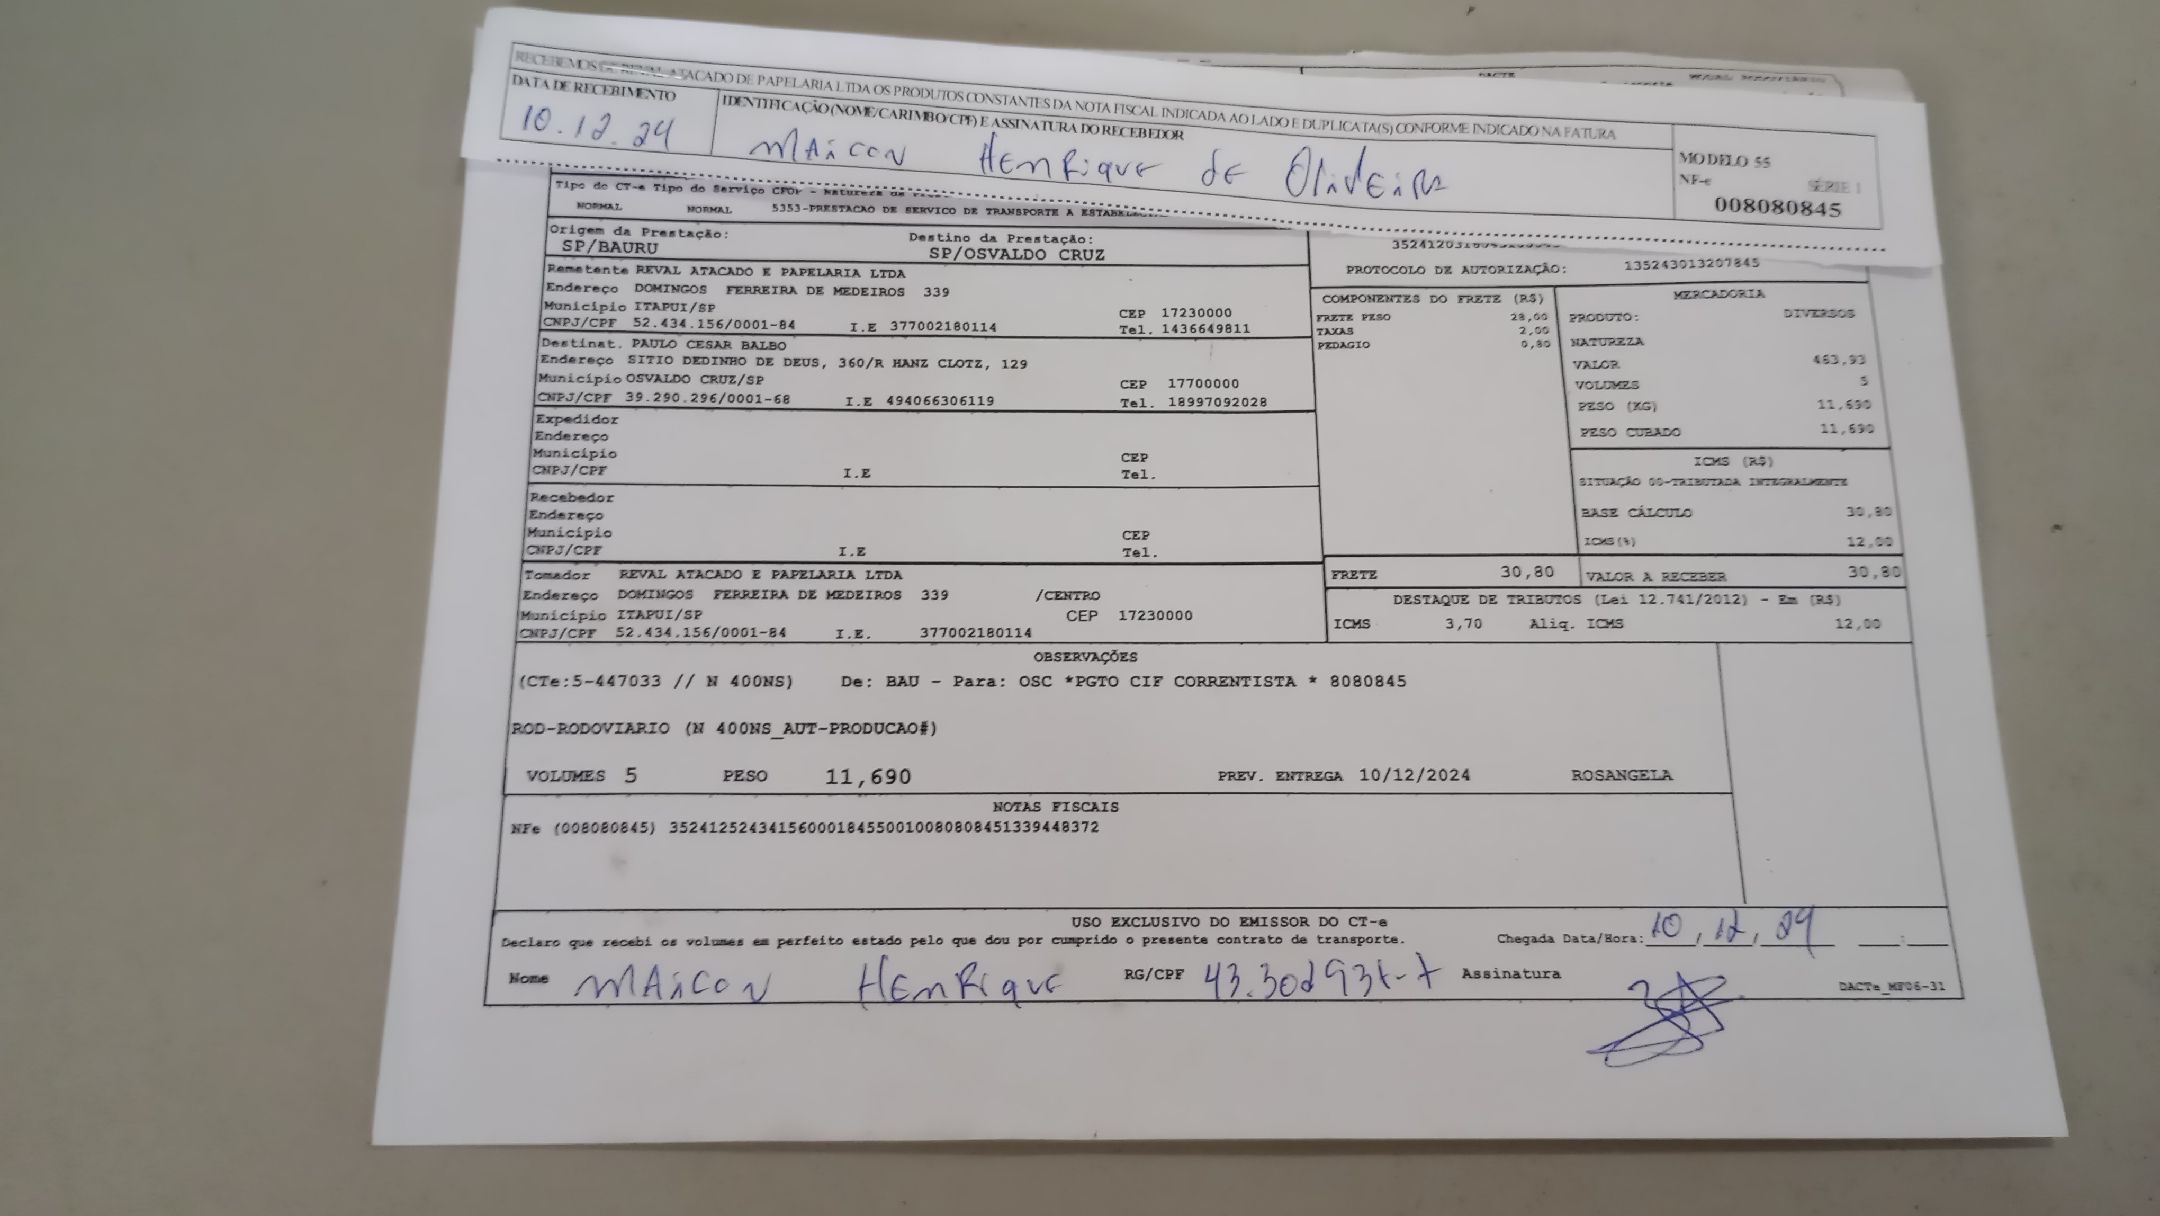 RECEBEMOS DE REVAL ATACADO DE PAPELARIA LTDA OS PRODUTOS CONSTANTES DA NOTA FISCAL INDICADA AO LADO E DUPLICATA(S) CONFORME INDICADO NA FATURA
DATA DE RECEBIMENTO IDENTIFICAÇÃO (NOME/CARIMBO/CPF) E ASSINATURA DO RECEBEDOR
10.12.24 MAiCON HENRiquE dE OliVEiRA
MODELO 55
NF-e SÉRIE 1
008080845
DACTE
Tipo do CT-e Tipo do Serviço CFOP - Natureza da
NORMAL NORMAL 5353-PRESTACAO DE SERVICO DE TRANSPORTE A
Origem da Prestação: Destino da Prestação:
SP/BAURU SP/OSVALDO CRUZ
PROTOCOLO DE AUTORIZAÇÃO: 135243013207845
Remetente REVAL ATACADO E PAPELARIA LTDA
Endereço DOMINGOS FERREIRA DE MEDEIROS 339
Município ITAPUI/SP CEP 17230000
CNPJ/CPF 52.434.156/0001-84 I.E 377002180114 Tel. 1436649811
Destinat. PAULO CESAR BALBO
Endereço SITIO DEDINHO DE DEUS, 360/R HANZ CLOTZ, 129
Município OSVALDO CRUZ/SP CEP 17700000
CNPJ/CPF 39.290.296/0001-68 I.E 494066306119 Tel. 18997092028
Expedidor
Endereço
Município CEP
CNPJ/CPF I.E Tel.
Recebedor
Endereço
Município CEP
CNPJ/CPF I.E Tel.
Tomador REVAL ATACADO E PAPELARIA LTDA
Endereço DOMINGOS FERREIRA DE MEDEIROS 339 /CENTRO
Município ITAPUI/SP CEP 17230000
CNPJ/CPF 52.434.156/0001-84 I.E. 377002180114
COMPONENTES DO FRETE (R$)
FRETE PESO 28,00
TAXAS 2,00
PEDAGIO 0,80
MERCADORIA
PRODUTO: DIVERSOS
NATUREZA
VALOR 463,93
VOLUMES 5
PESO (KG) 11,690
PESO CUBADO 11,690
ICMS (R$)
SITUAÇÃO 00-TRIBUTADA INTEGRALMENTE
BASE CÁLCULO 30,80
ICMS(%) 12,00
FRETE 30,80 VALOR A RECEBER 30,80
DESTAQUE DE TRIBUTOS (Lei 12.741/2012) - Em (R$)
ICMS 3,70 Aliq. ICMS 12,00
OBSERVAÇÕES
(CTe:5-447033 // N 400NS) De: BAU - Para: OSC *PGTO CIF CORRENTISTA * 8080845
ROD-RODOVIARIO (N 400NS_AUT-PRODUCAO#)
VOLUMES 5 PESO 11,690 PREV. ENTREGA 10/12/2024 ROSANGELA
NOTAS FISCAIS
NFe (008080845) 35241252434156000184550010080808451339448372
USO EXCLUSIVO DO EMISSOR DO CT-e
Declaro que recebi os volumes em perfeito estado pelo que dou por cumprido o presente contrato de transporte. Chegada Data/Hora: 10,12,24 :
Nome MAiCON HENRiquE RG/CPF Assinatura
DACTe_MF06-31